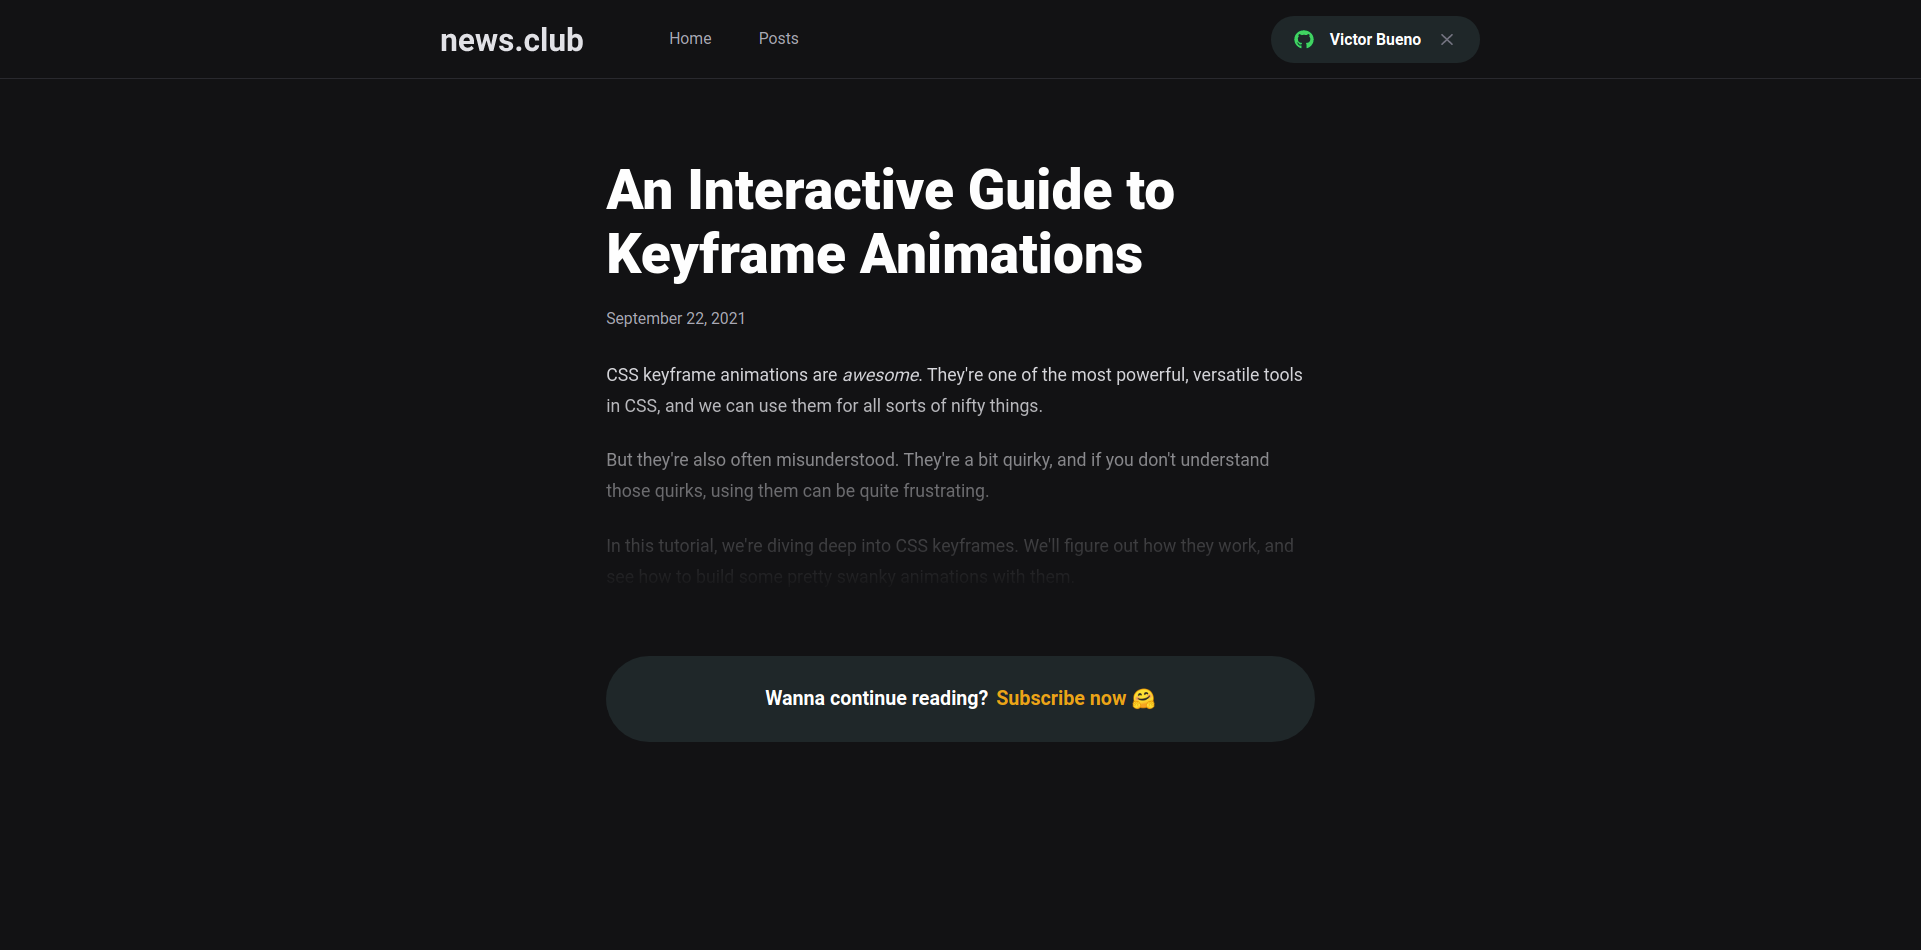 news.club
Home
Posts
Victor Bueno
An Interactive Guide to
Keyframe Animations
September 22, 2021
CSS keyframe animations are awesome. They're one of the most powerful, versatile tools
in CSS, and we can use them for all sorts of nifty things.
But they're also often misunderstood. They're a bit quirky, and if you don't understand
those quirks, using them can be quite frustrating.
In this tutorial, we're diving deep into CSS keyframes. We'll figure out how they work, and
see how to build some pretty swanky animations with them.
Wanna continue reading? Subscribe now 🤗